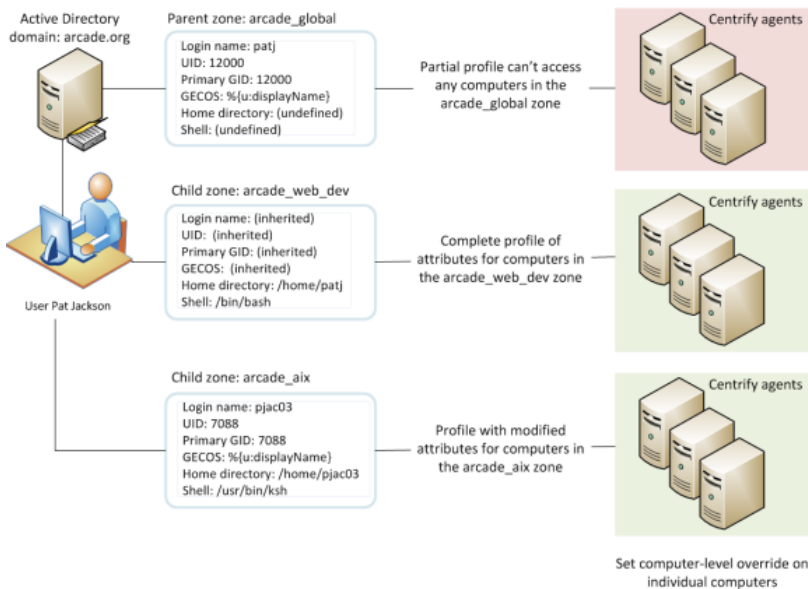 Active Directory
domain: arcade.org
Parent zone: arcade_global
Login name: patj
UID: 12000
Primary GID: 12000
GECOS: %{u:displayName}
Home directory: (undefined)
Shell: (undefined)
Partial profile can't access
any computers in the
arcade_global zone
Centrify agents
User Pat Jackson
Child zone: arcade_web_dev
Login name: (inherited)
UID: (inherited)
Primary GID: (inherited)
GECOS: (inherited)
Home directory: /home/patj
Shell: /bin/bash
Complete profile of
attributes for computers in
the arcade_web_dev zone
Centrify agents
Child zone: arcade_aix
Login name: pjac03
UID: 7088
Primary GID: 7088
GECOS: %{u:displayName}
Home directory: /home/pjac03
Shell: /usr/bin/ksh
Profile with modified
attributes for computers in
the arcade_aix zone
Centrify agents
Set computer-level override on
individual computers